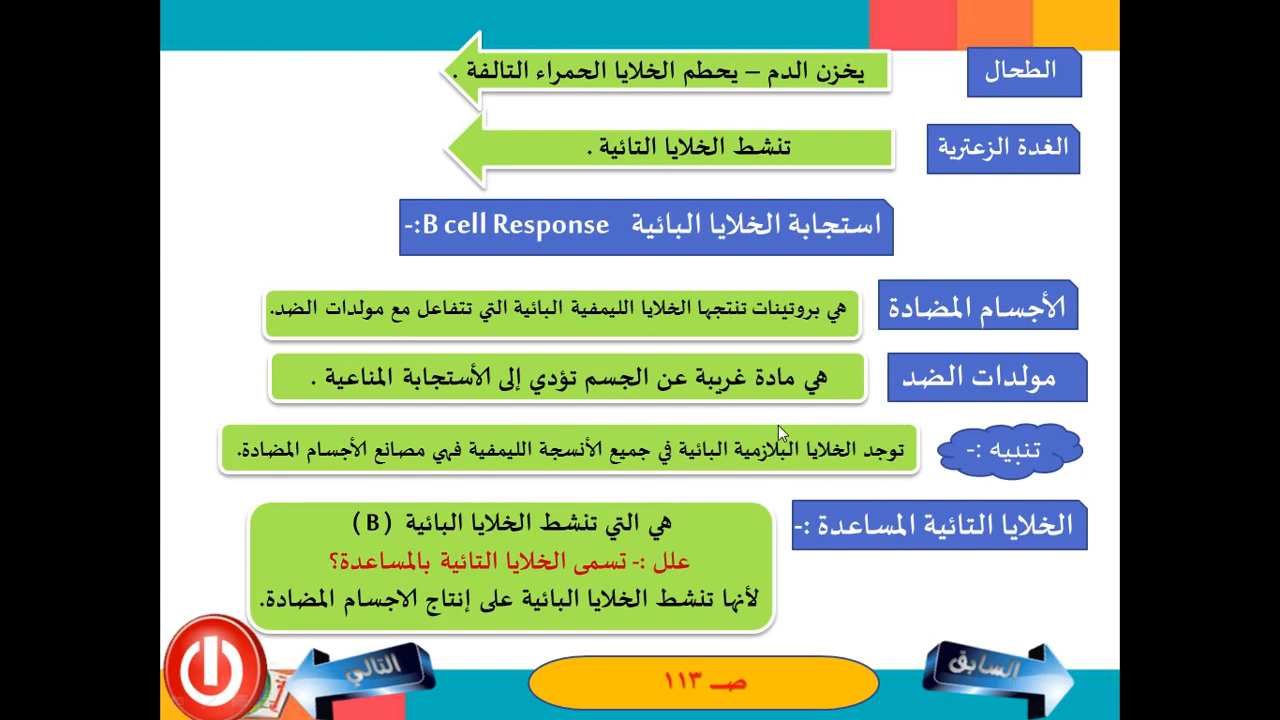 الطحال
يخزن الدم – يحطم الخلايا الحمراء التالفة .
الغدة الزعترية
تنشط الخلايا التائية .
استجابة الخلايا البائية B cell Response:-
الأجسام المضادة
هي بروتينات تنتجها الخلايا الليمفية البائية التي تتفاعل مع مولدات الضد.
مولدات الضد
هي مادة غريبة عن الجسم تؤدي إلى الأستجابة المناعية .
تنبيه :-
توجد الخلايا البلازمية البائية في جميع الأنسجة الليمفية فهي مصانع الأجسام المضادة.
الخلايا التائية المساعدة :-
هي التي تنشط الخلايا البائية (B)
علل :- تسمى الخلايا التائية بالمساعدة؟
لأنها تنشط الخلايا البائية على إنتاج الاجسام المضادة.
السابق
صــ ١١٣
التالي